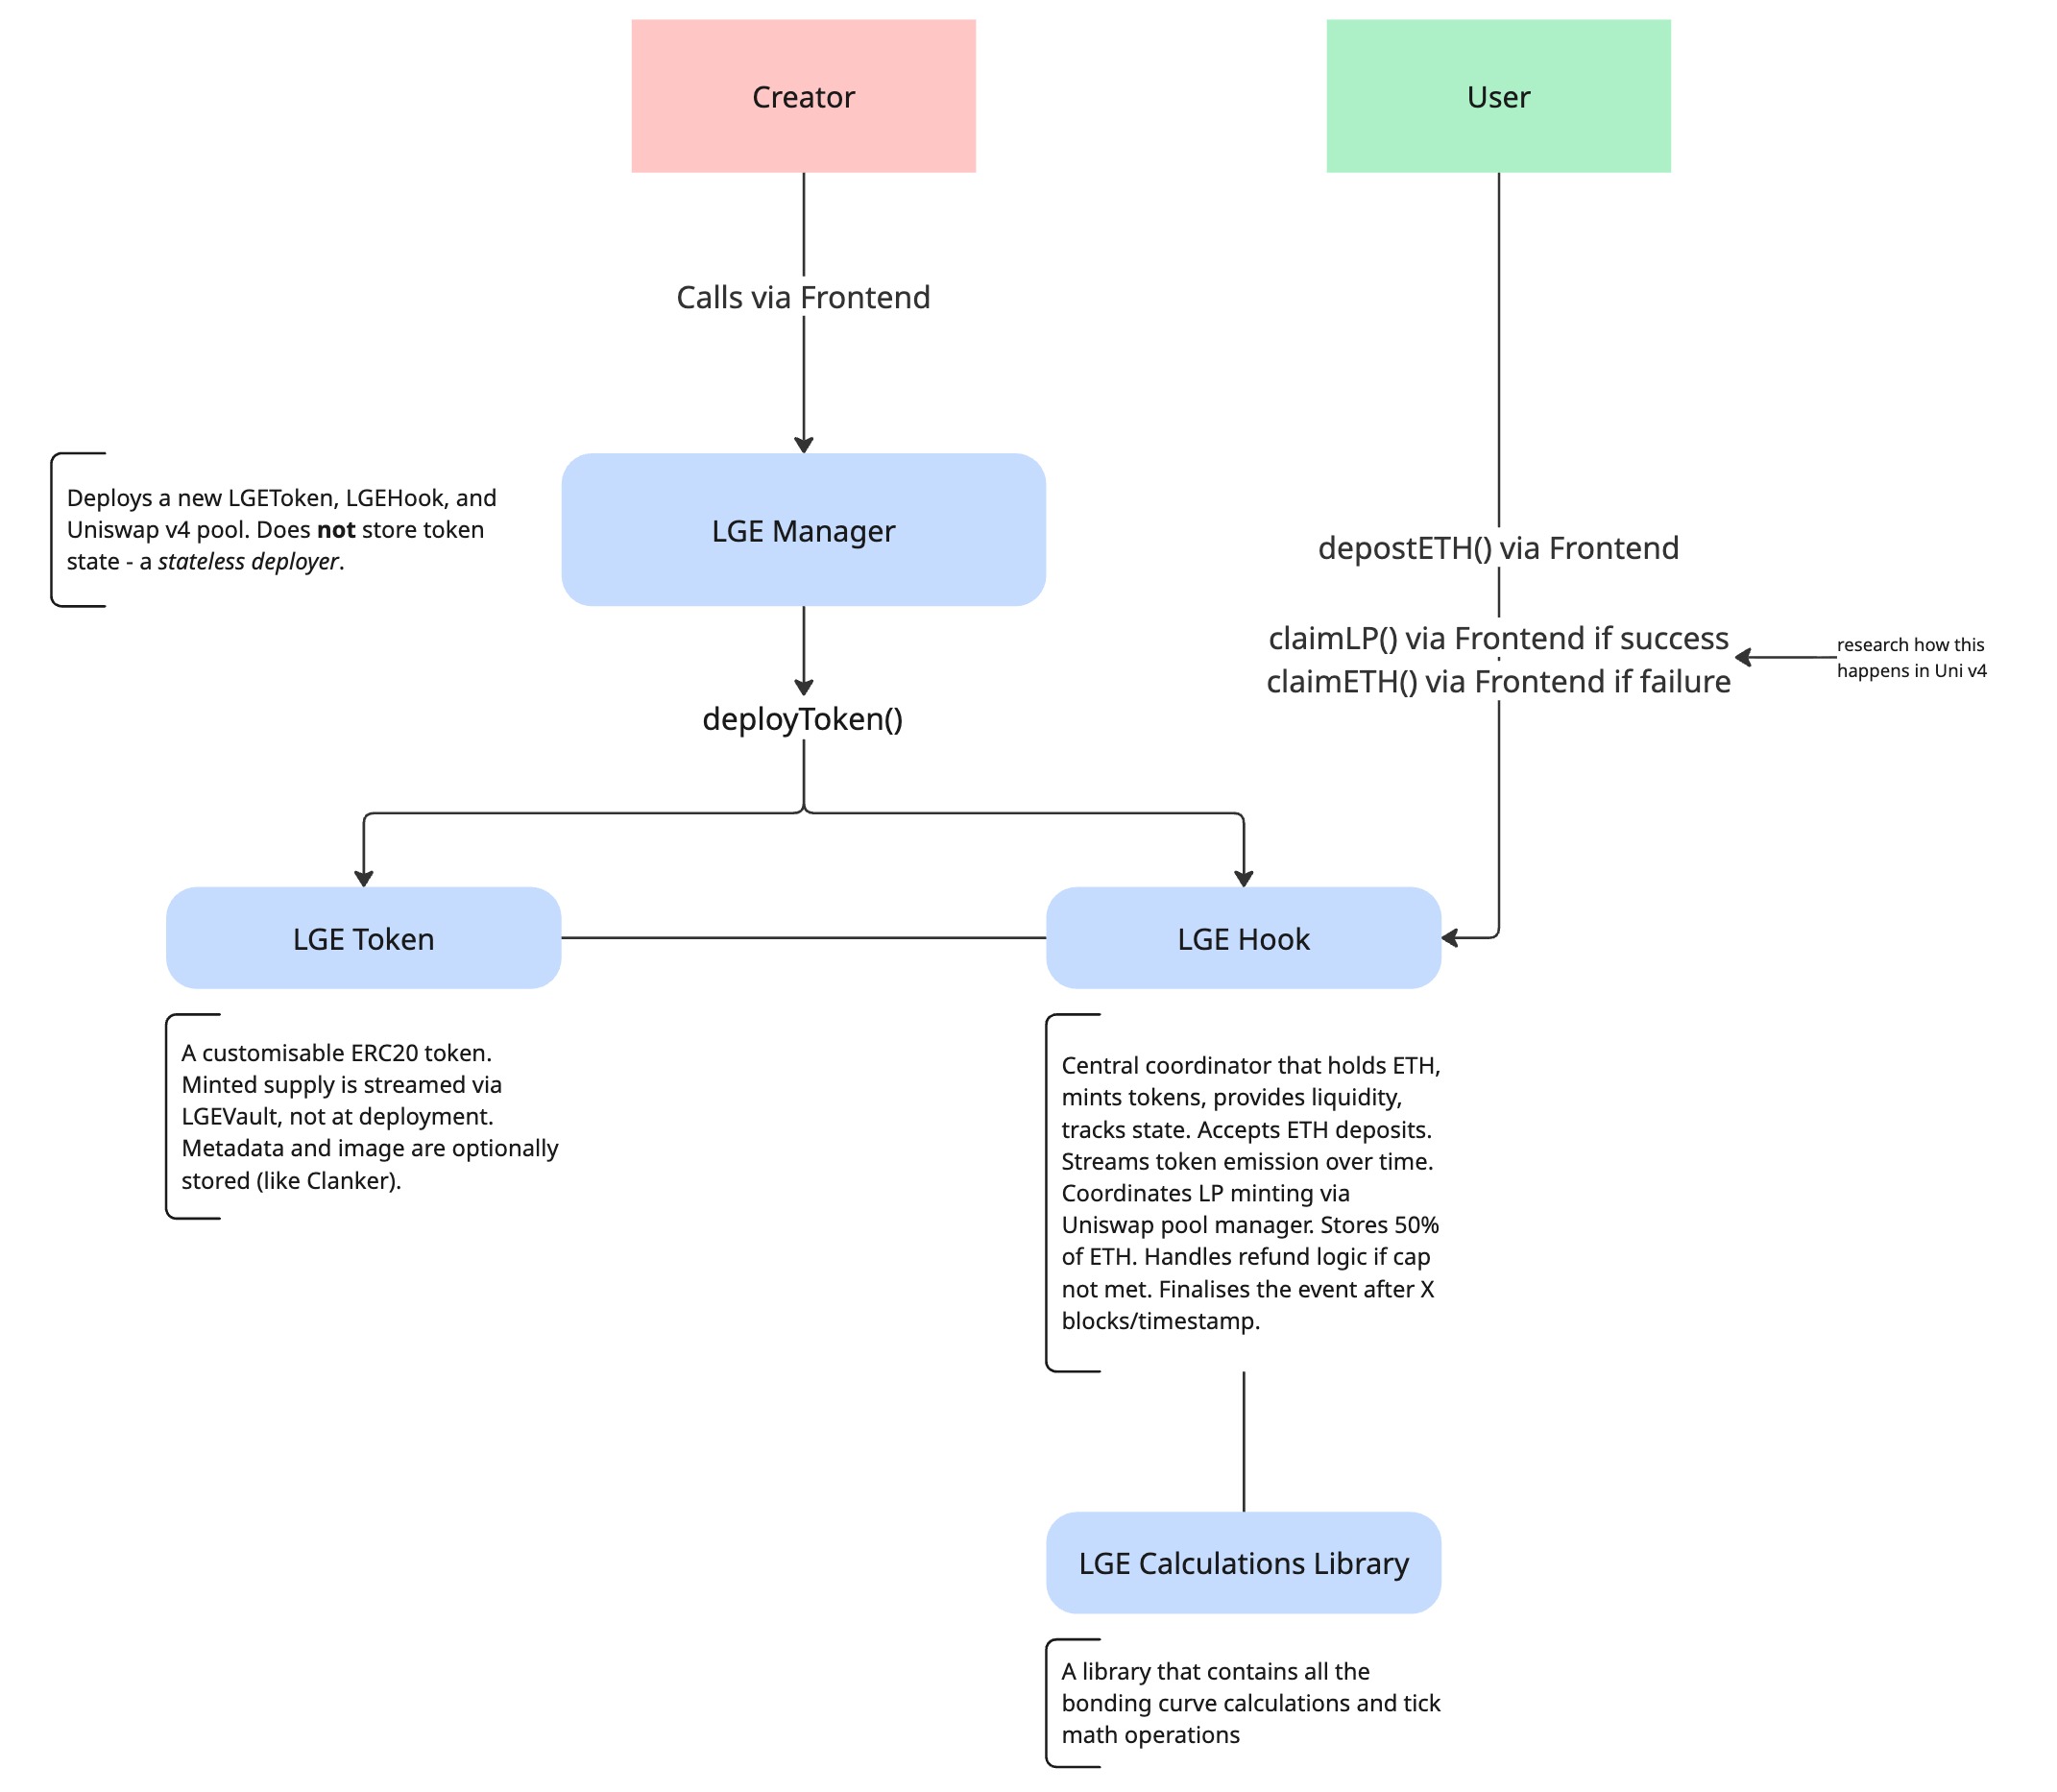 Creator
User
Calls via Frontend
Deploys a new LGEToken, LGEHook, and
Uniswap v4 pool. Does not store token
state - a stateless deployer.
LGE Manager
depostETH() via Frontend
claimLP() via Frontend if success
claimETH() via Frontend if failure
research how this
happens in Uni v4
deployToken()
LGE Token
LGE Hook
A customisable ERC20 token.
Minted supply is streamed via
LGEVault, not at deployment.
Metadata and image are optionally
stored (like Clanker).
Central coordinator that holds ETH,
mints tokens, provides liquidity,
tracks state. Accepts ETH deposits.
Streams token emission over time.
Coordinates LP minting via
Uniswap pool manager. Stores 50%
of ETH. Handles refund logic if cap
not met. Finalises the event after X
blocks/timestamp.
LGE Calculations Library
A library that contains all the
bonding curve calculations and tick
math operations